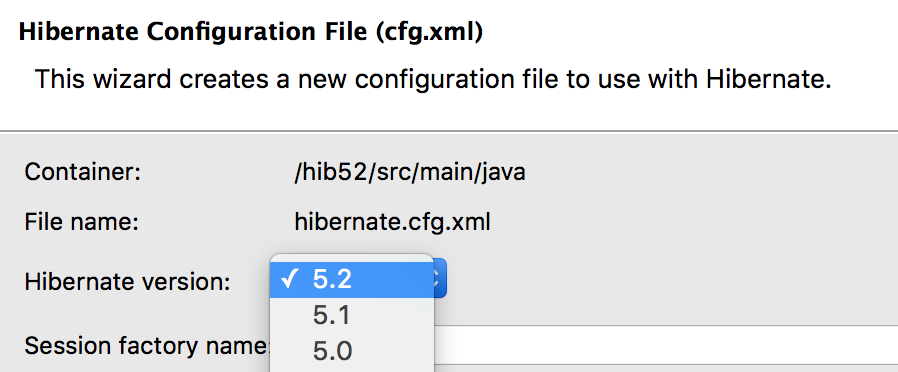 Hibernate Configuration File (cfg.xml)
This wizard creates a new configuration file to use with Hibernate.
Container: /hib52/src/main/java
File name: hibernate.cfg.xml
Hibernate version: ✓ 5.2
5.1
Session factory name: 5.0